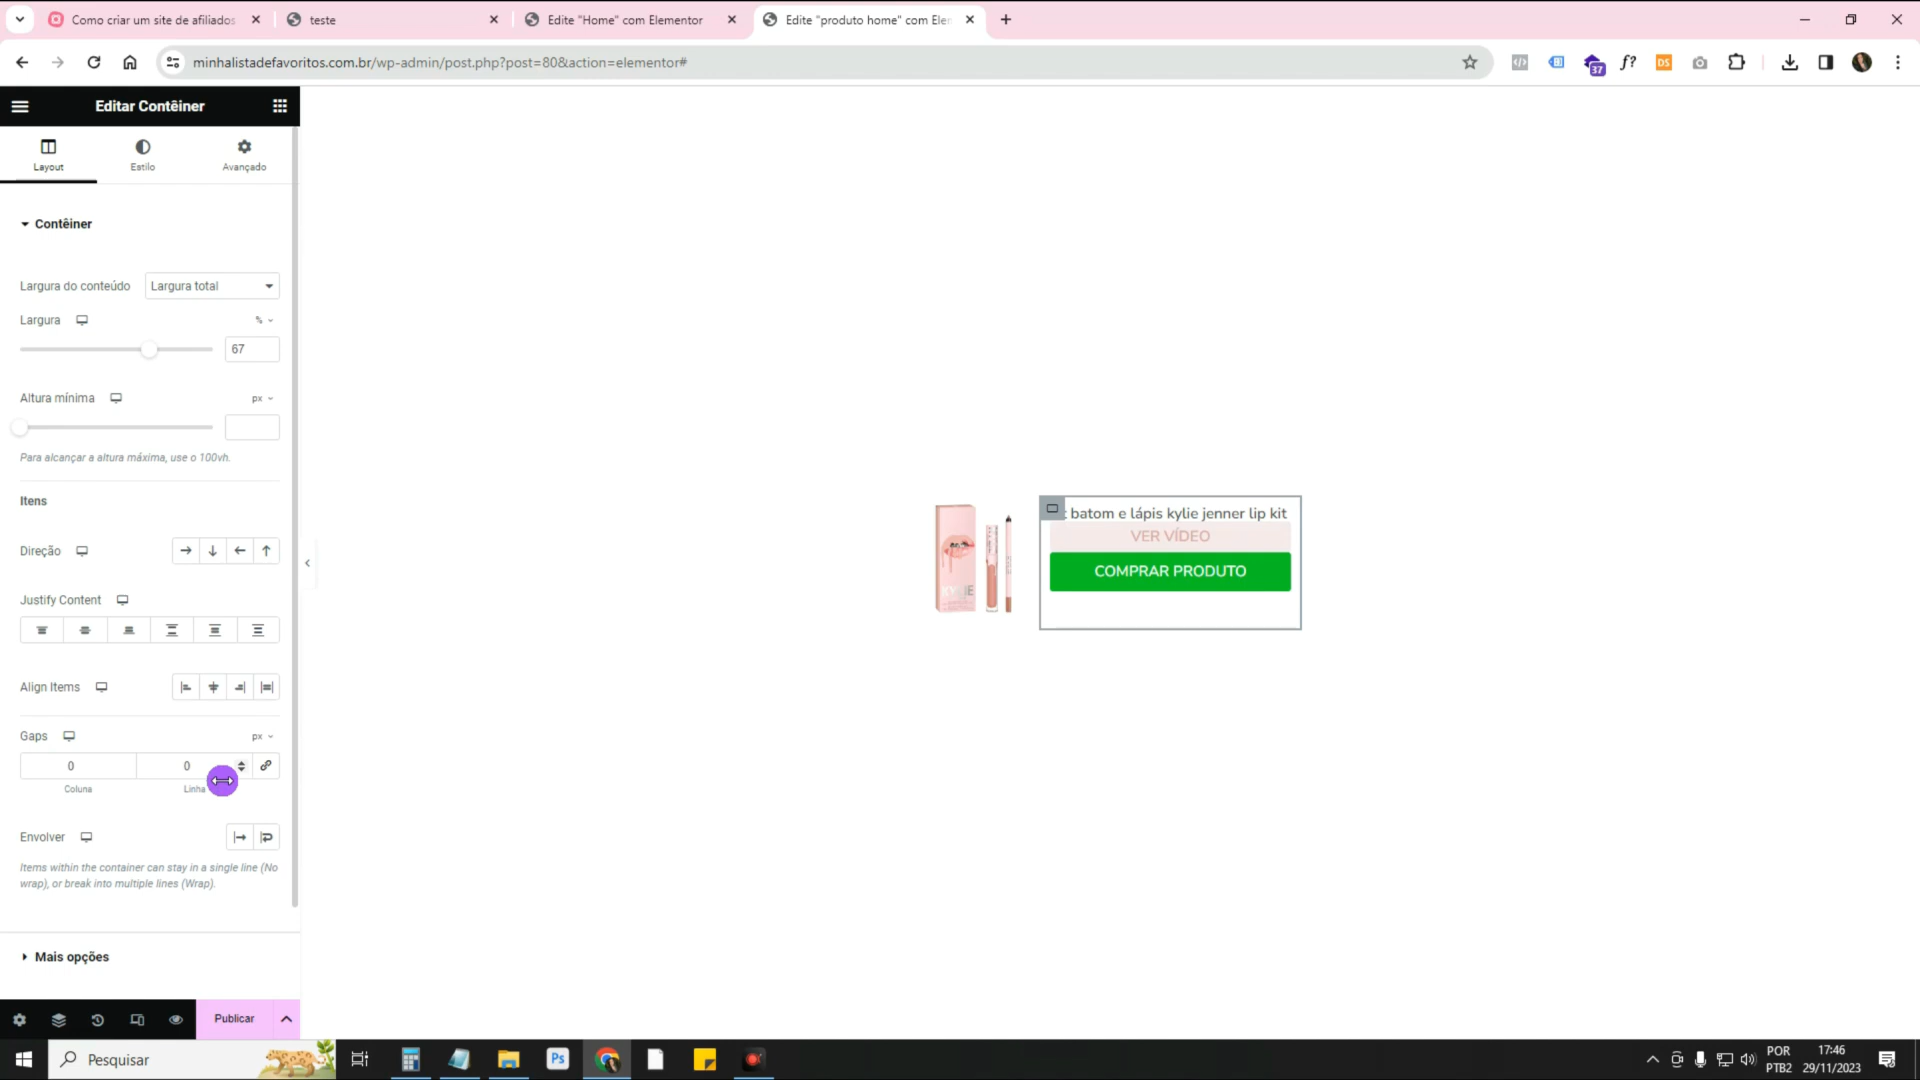 Como criar um site de afiliados
teste
Edite "Home" com Elementor
Edite "produto home" com Ele
minhalistadefavoritos.com.br/wp-admin/post.php?post=80&action=elementor#
37
f?
DS
Editar Contêiner
Layout
Estilo
Avançado
Contêiner
Largura do conteúdo
Largura total
Largura
%
67
Altura mínima
px
Para alcançar a altura máxima, use o 100vh.
Itens
Direção
Justify Content
Align Items
Gaps
px
0
0
Coluna
Linha
Envolver
Items within the container can stay in a single line (No
wrap), or break into multiple lines (Wrap).
Mais opções
Publicar
batom e lápis kylie jenner lip kit
VER VÍDEO
COMPRAR PRODUTO
KYLIE
Pesquisar
Ps
POR
PTB2
17:46
29/11/2023